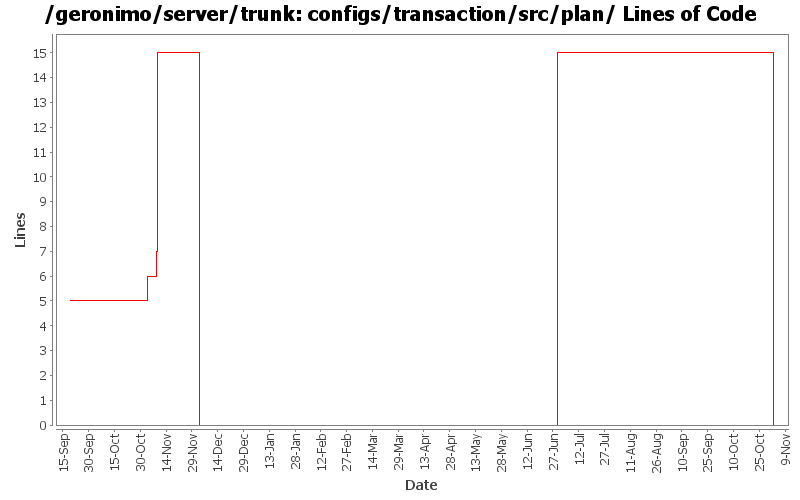 /geronimo/server/trunk: configs/transaction/src/plan/ Lines of Code
Lines
15
14
13
12
11
10
9
8
7
6
5
4
3
2
1
0
15-Sep
30-Sep
15-Oct
30-Oct
14-Nov
29-Nov
14-Dec
29-Dec
13-Jan
28-Jan
12-Feb
27-Feb
14-Mar
29-Mar
13-Apr
28-Apr
13-May
28-May
12-Jun
27-Jun
12-Jul
27-Jul
11-Aug
26-Aug
10-Sep
25-Sep
10-Oct
25-Oct
9-Nov
Date